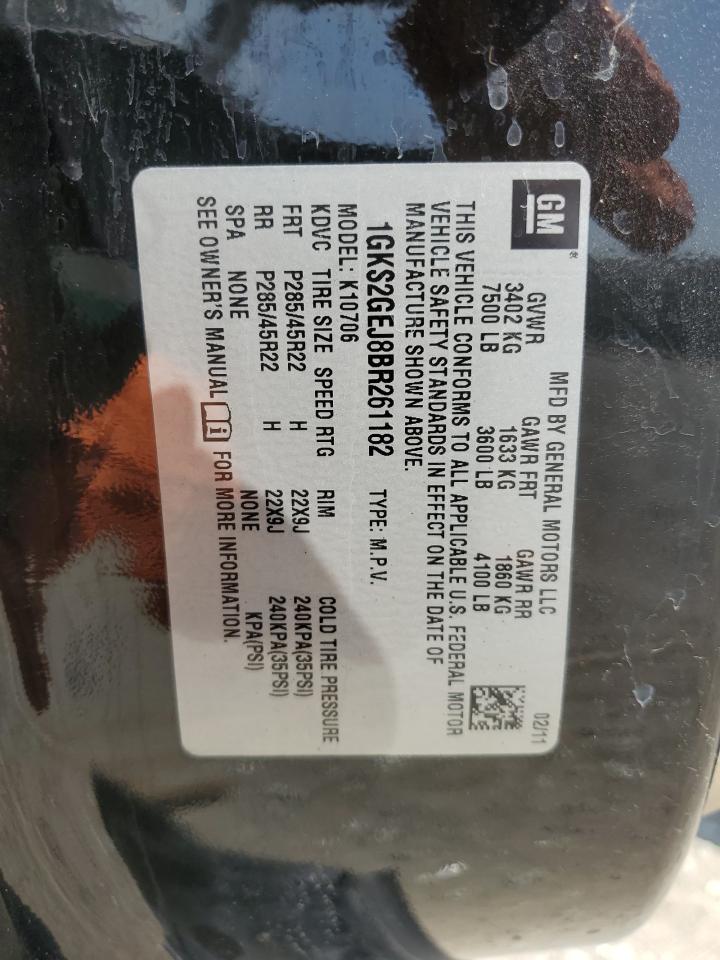 GM®
MFD BY GENERAL MOTORS LLC 02/11
GVWR GAWR FRT GAWR RR
3402 KG 1633 KG 1860 KG
7500 LB 3600 LB 4100 LB
THIS VEHICLE CONFORMS TO ALL APPLICABLE U.S. FEDERAL MOTOR
VEHICLE SAFETY STANDARDS IN EFFECT ON THE DATE OF
MANUFACTURE SHOWN ABOVE.
1GKS2GEJ8BR261182 TYPE: M.P.V.
MODEL: K10706
KDVC TIRE SIZE SPEED RTG RIM COLD TIRE PRESSURE
FRT P285/45R22 H 22X9J 240KPA(35PSI)
RR P285/45R22 H 22X9J 240KPA(35PSI)
SPA NONE NONE KPA(PSI)
SEE OWNER'S MANUAL i FOR MORE INFORMATION.